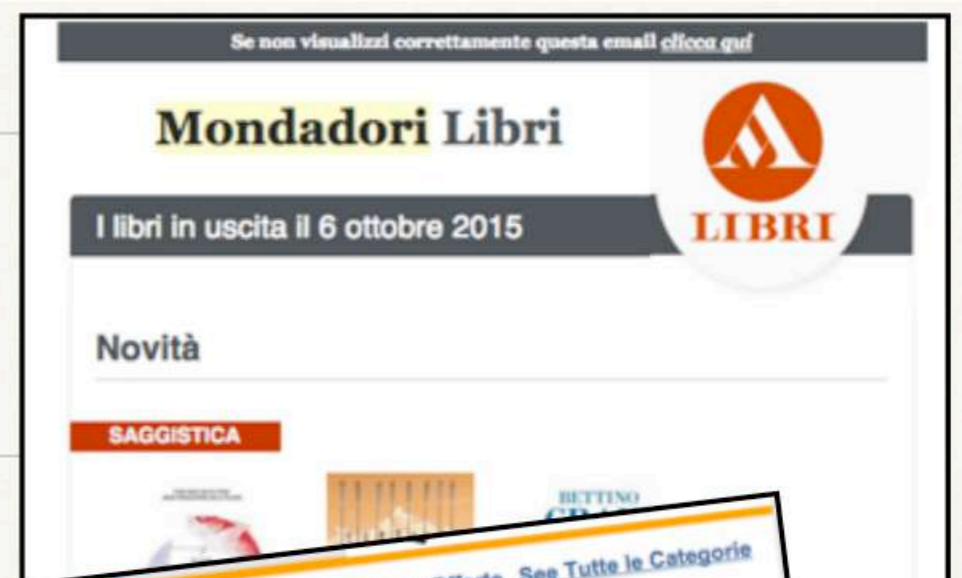 Se non visualizzi correttamente questa email clicca qui
Mondadori Libri
LIBRI
I libri in uscita il 6 ottobre 2015
Novità
SAGGISTICA
BETTINO
See Tutte le Categorie